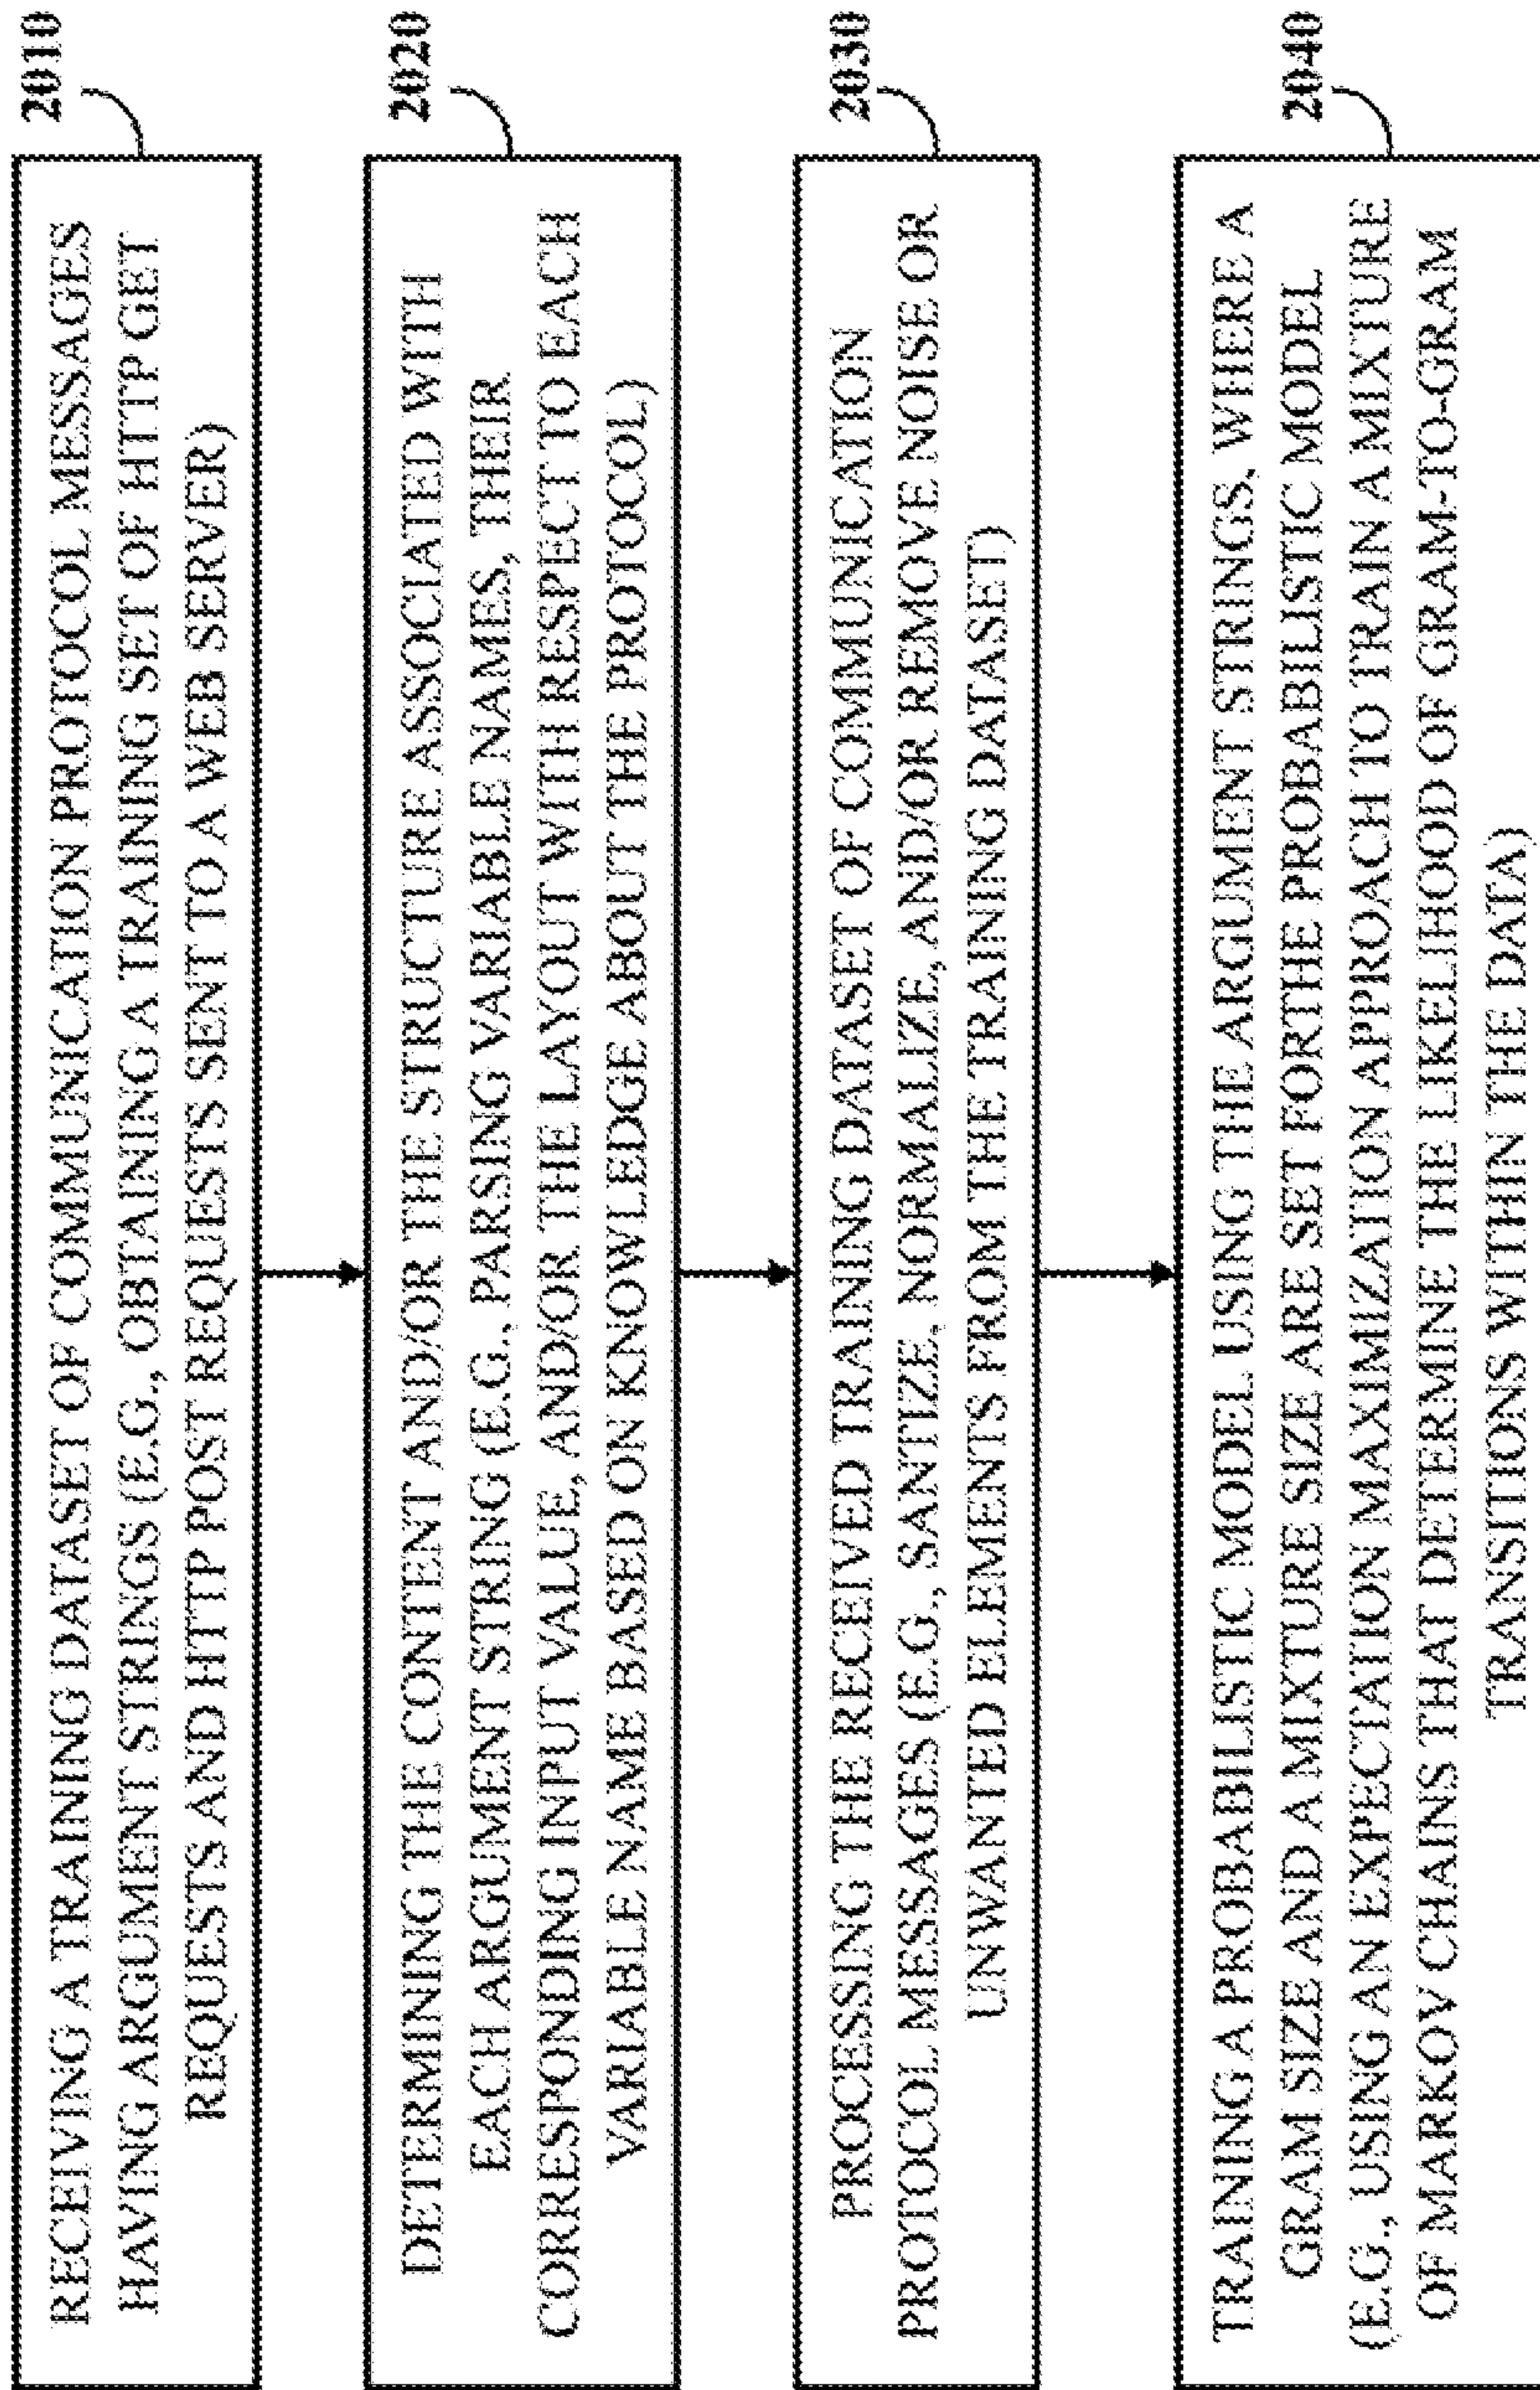 2010
RECEIVING A TRAINING DATASET OF COMMUNICATION PROTOCOL MESSAGES
HAVING ARGUMENT STRINGS (E.G., OBTAINING A TRAINING SET OF HTTP GET
REQUESTS AND HTTP POST REQUESTS SENT TO A WEB SERVER)
2020
DETERMINING THE CONTENT AND/OR THE STRUCTURE ASSOCIATED WITH
EACH ARGUMENT STRING (E.G., PARSING VARIABLE NAMES, THEIR
CORRESPONDING INPUT VALUE, AND/OR THE LAYOUT WITH RESPECT TO EACH
VARIABLE NAME BASED ON KNOWLEDGE ABOUT THE PROTOCOL)
2030
PROCESSING THE RECEIVED TRAINING DATASET OF COMMUNICATION
PROTOCOL MESSAGES (E.G., SANTIZE, NORMALIZE, AND/OR REMOVE NOISE OR
UNWANTED ELEMENTS FROM THE TRAINING DATASET)
2040
TRAINING A PROBABILISTIC MODEL USING THE ARGUMENT STRINGS, WHERE A
GRAM SIZE AND A MIXTURE SIZE ARE SET FORTHE PROBABILISTIC MODEL
(E.G., USING AN EXPECTATION MAXIMIZATION APPROACH TO TRAIN A MIXTURE
OF MARKOV CHAINS THAT DETERMINE THE LIKELIHOOD OF GRAM-TO-GRAM
TRANSITIONS WITHIN THE DATA)